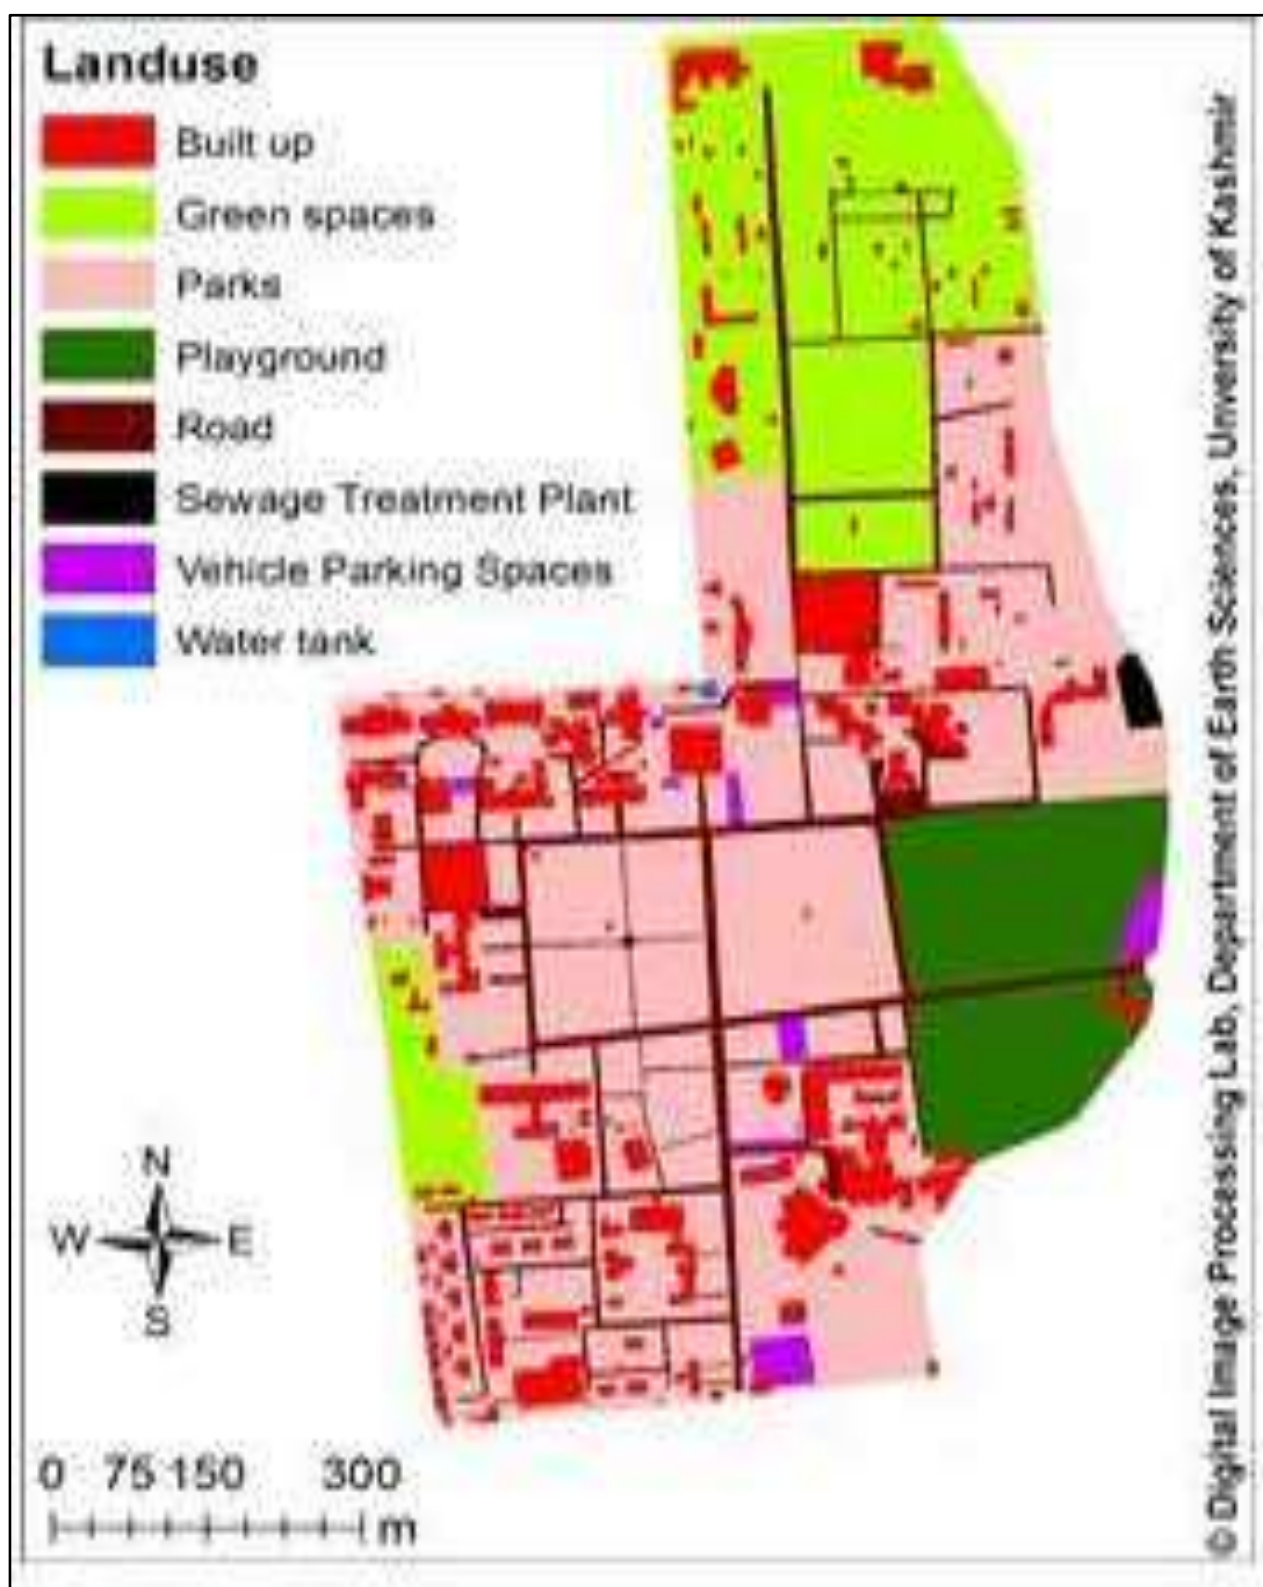 Landuse
Built up
Green spaces
Parks
Playground
Road
Sewage Treatment Plant
Vehicle Parking Spaces
Water tank
N
W E
S
0 75 150 300
m
© Digital Image Processing Lab, Department of Earth Sciences, Unversity of Kashmir